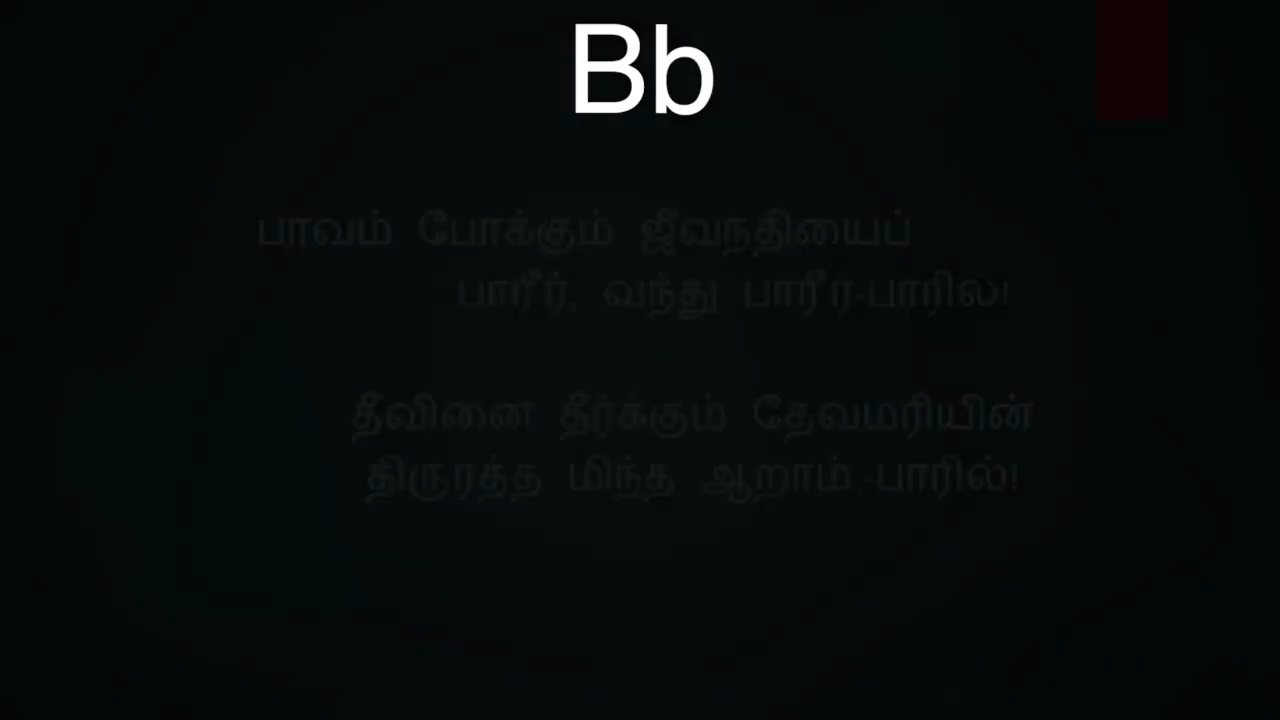 Bb
பாவம் போக்கும் ஜீவநதியைப்
பாரீர், வந்து பாரீர்-பாரில்!
தீவினை தீர்க்கும் தேவமரியின்
திருரத்த மிந்த ஆறாம்,-பாரில்!